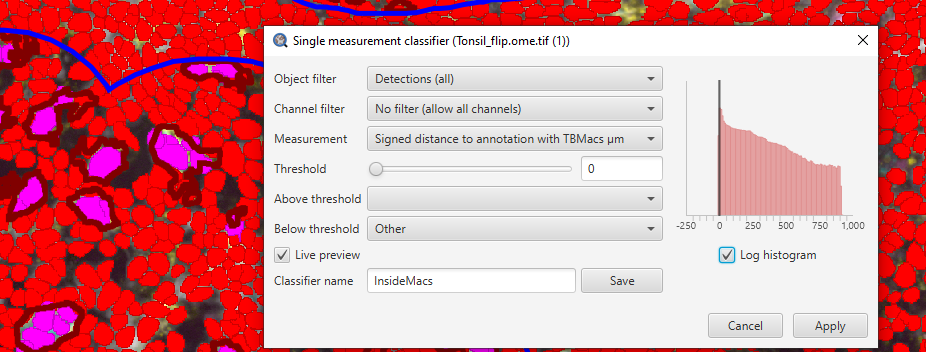 Single measurement classifier (Tonsil_flip.ome.tif (1))
Object filter Detections (all)
Channel filter No filter (allow all channels)
Measurement Signed distance to annotation with TBMacs µm
Threshold 0
Above threshold
Below threshold Other
Live preview
Classifier name InsideMacs Save
-250 0 250 500 750 1,000
Log histogram
Cancel Apply